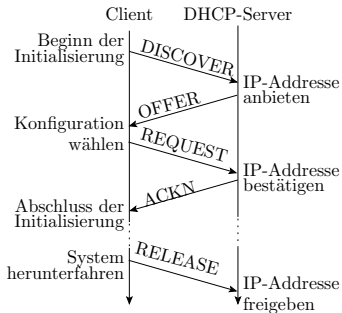 Client DHCP-Server
Beginn der
Initialisierung
DISCOVER
IP-Addresse
anbieten
OFFER
Konfiguration
wählen
REQUEST
IP-Addresse
bestätigen
ACKN
Abschluss der
Initialisierung
System
herunterfahren
RELEASE
IP-Addresse
freigeben